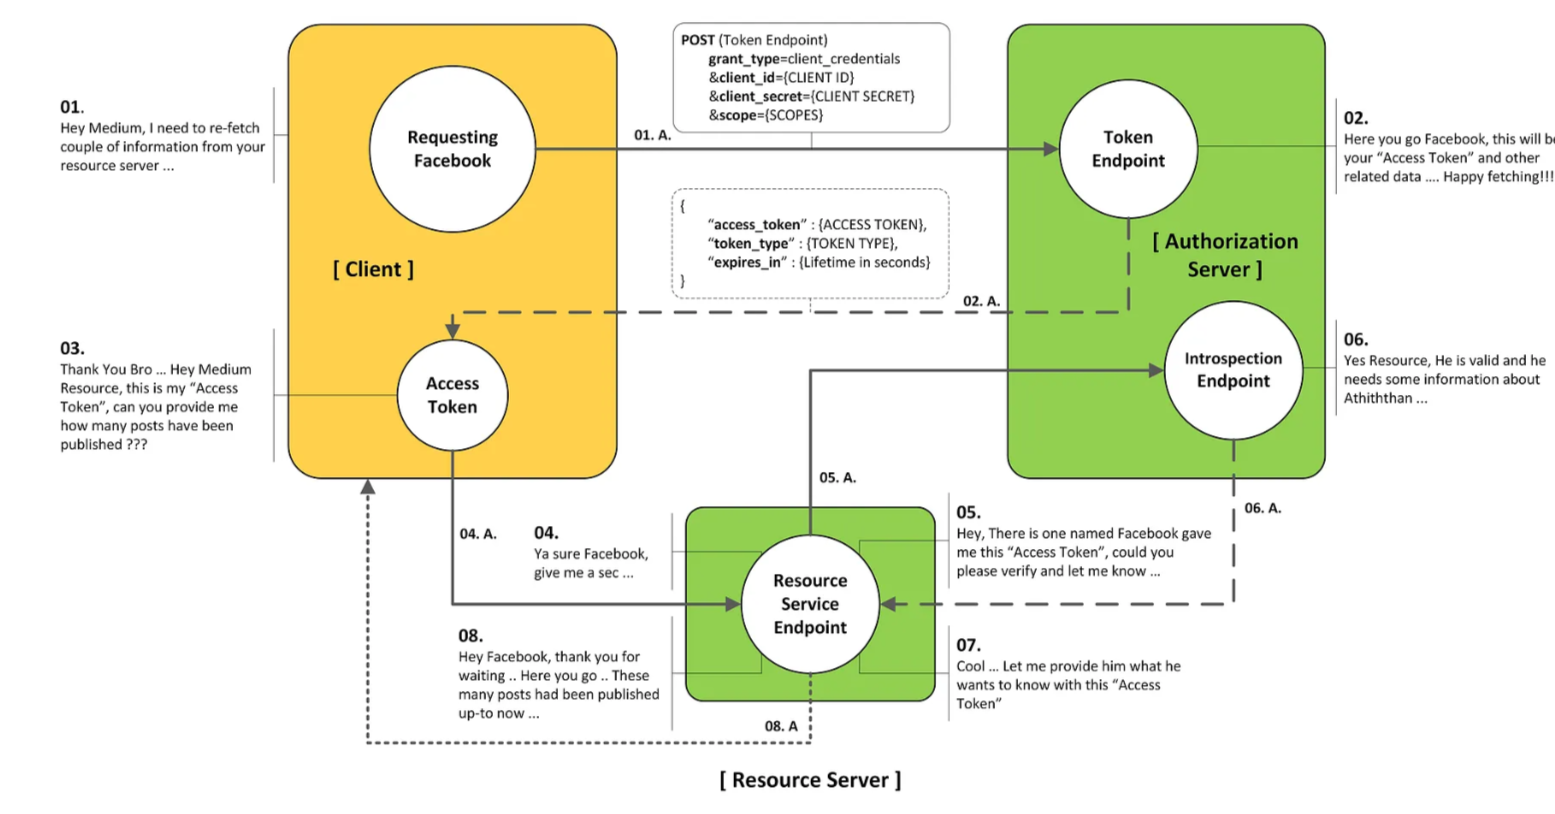 POST (Token Endpoint)
grant_type=client_credentials
&client_id={CLIENT ID}
&client_secret={CLIENT SECRET}
&scope={SCOPES}
01.
Hey Medium, I need to re-fetch
couple of information from your
resource server ...
Requesting
Facebook
01. A.
Token
Endpoint
02.
Here you go Facebook, this will be
your “Access Token” and other
related data .... Happy fetching!!!
{
“access_token” : {ACCESS TOKEN},
“token_type” : {TOKEN TYPE},
“expires_in” : {Lifetime in seconds}
}
[ Client ]
[ Authorization
Server ]
02. A.
03.
Thank You Bro ... Hey Medium
Resource, this is my “Access
Token”, can you provide me
how many posts have been
published ???
Access
Token
Introspection
Endpoint
06.
Yes Resource, He is valid and he
needs some information about
Athiththan ...
05. A.
04. A.
04.
Ya sure Facebook,
give me a sec ...
05.
Hey, There is one named Facebook gave
me this “Access Token”, could you
please verify and let me know ...
06. A.
Resource
Service
Endpoint
08.
Hey Facebook, thank you for
waiting .. Here you go .. These
many posts had been published
up-to now ...
07.
Cool ... Let me provide him what he
wants to know with this “Access
Token”
08. A
[ Resource Server ]